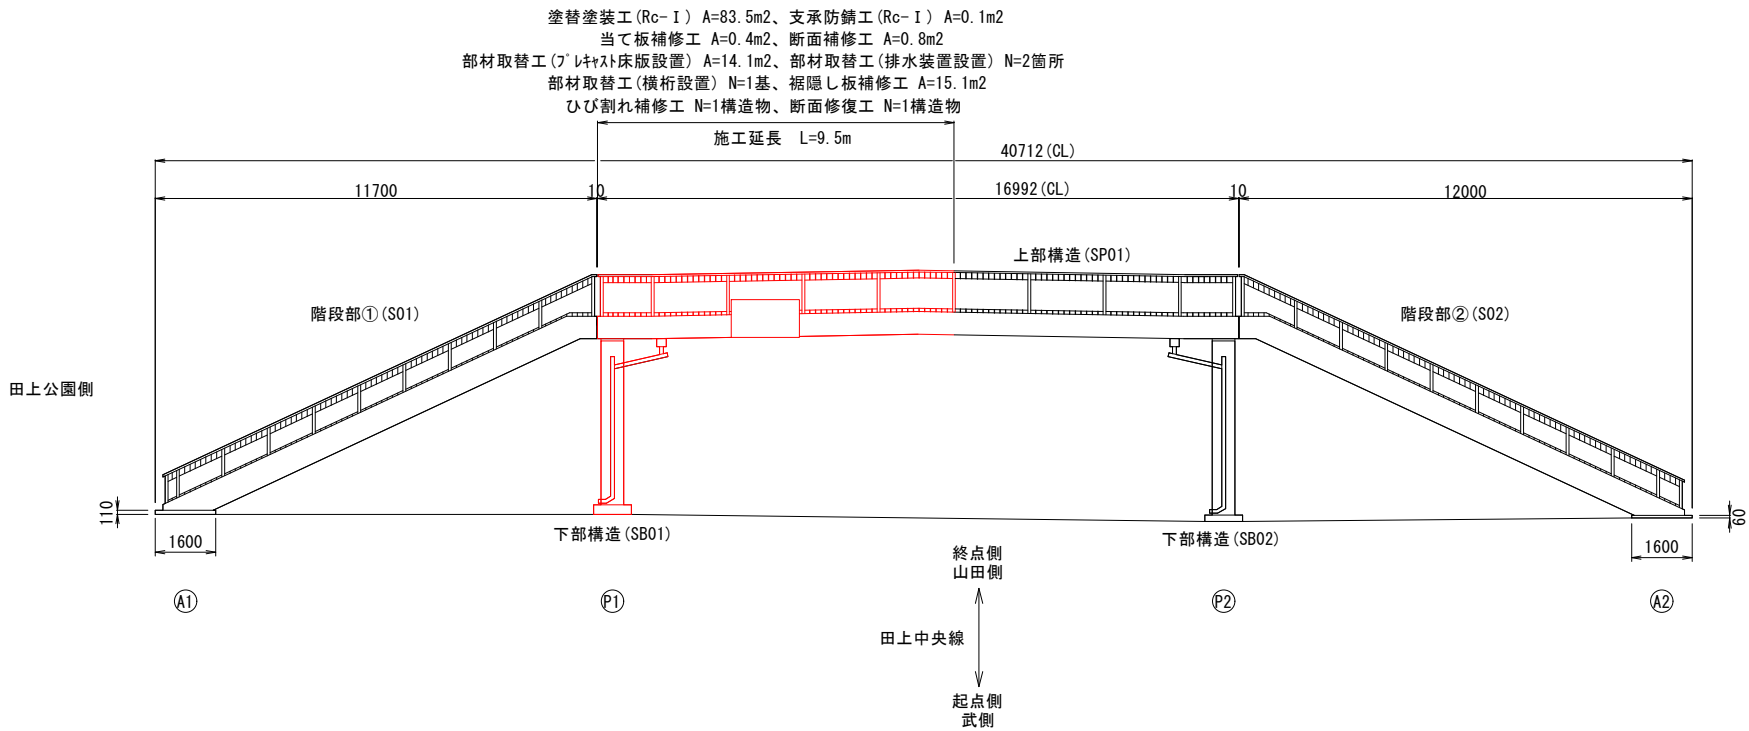 塗替塗装工(Rc-Ⅰ) A=83.5m2、支承防錆工(Rc-Ⅰ) A=0.1m2
当て板補修工 A=0.4m2、断面補修工 A=0.8m2
部材取替工(ﾌﾟﾚｷｬｽﾄ床版設置) A=14.1m2、部材取替工(排水装置設置) N=2箇所
部材取替工(横桁設置) N=1基、裾隠し板補修工 A=15.1m2
ひび割れ補修工 N=1構造物、断面修復工 N=1構造物
施工延長　L=9.5m
40712(CL)
11700
10
16992(CL)
10
12000
上部構造(SP01)
階段部①(S01)
階段部②(S02)
田上公園側
110
60
1600
下部構造(SB01)
下部構造(SB02)
1600
終点側
山田側
A1
P1
P2
A2
田上中央線
起点側
武側